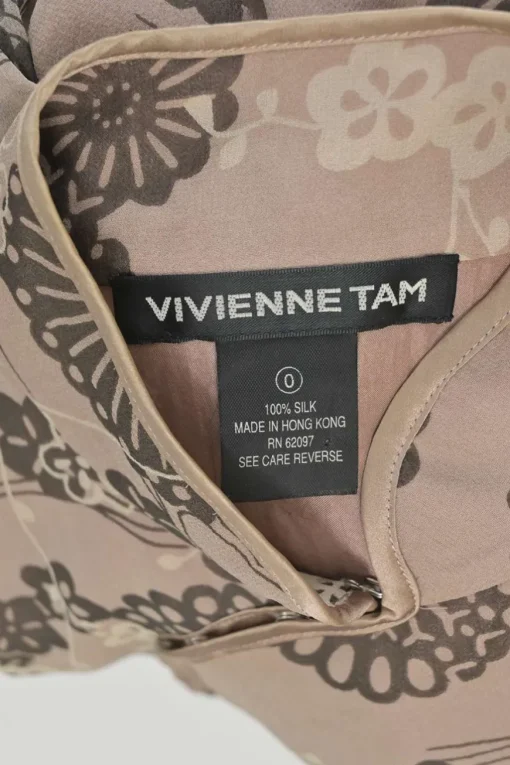 VIVIENNE TAM
0
100% SILK
MADE IN HONG KONG
RN 62097
SEE CARE REVERSE